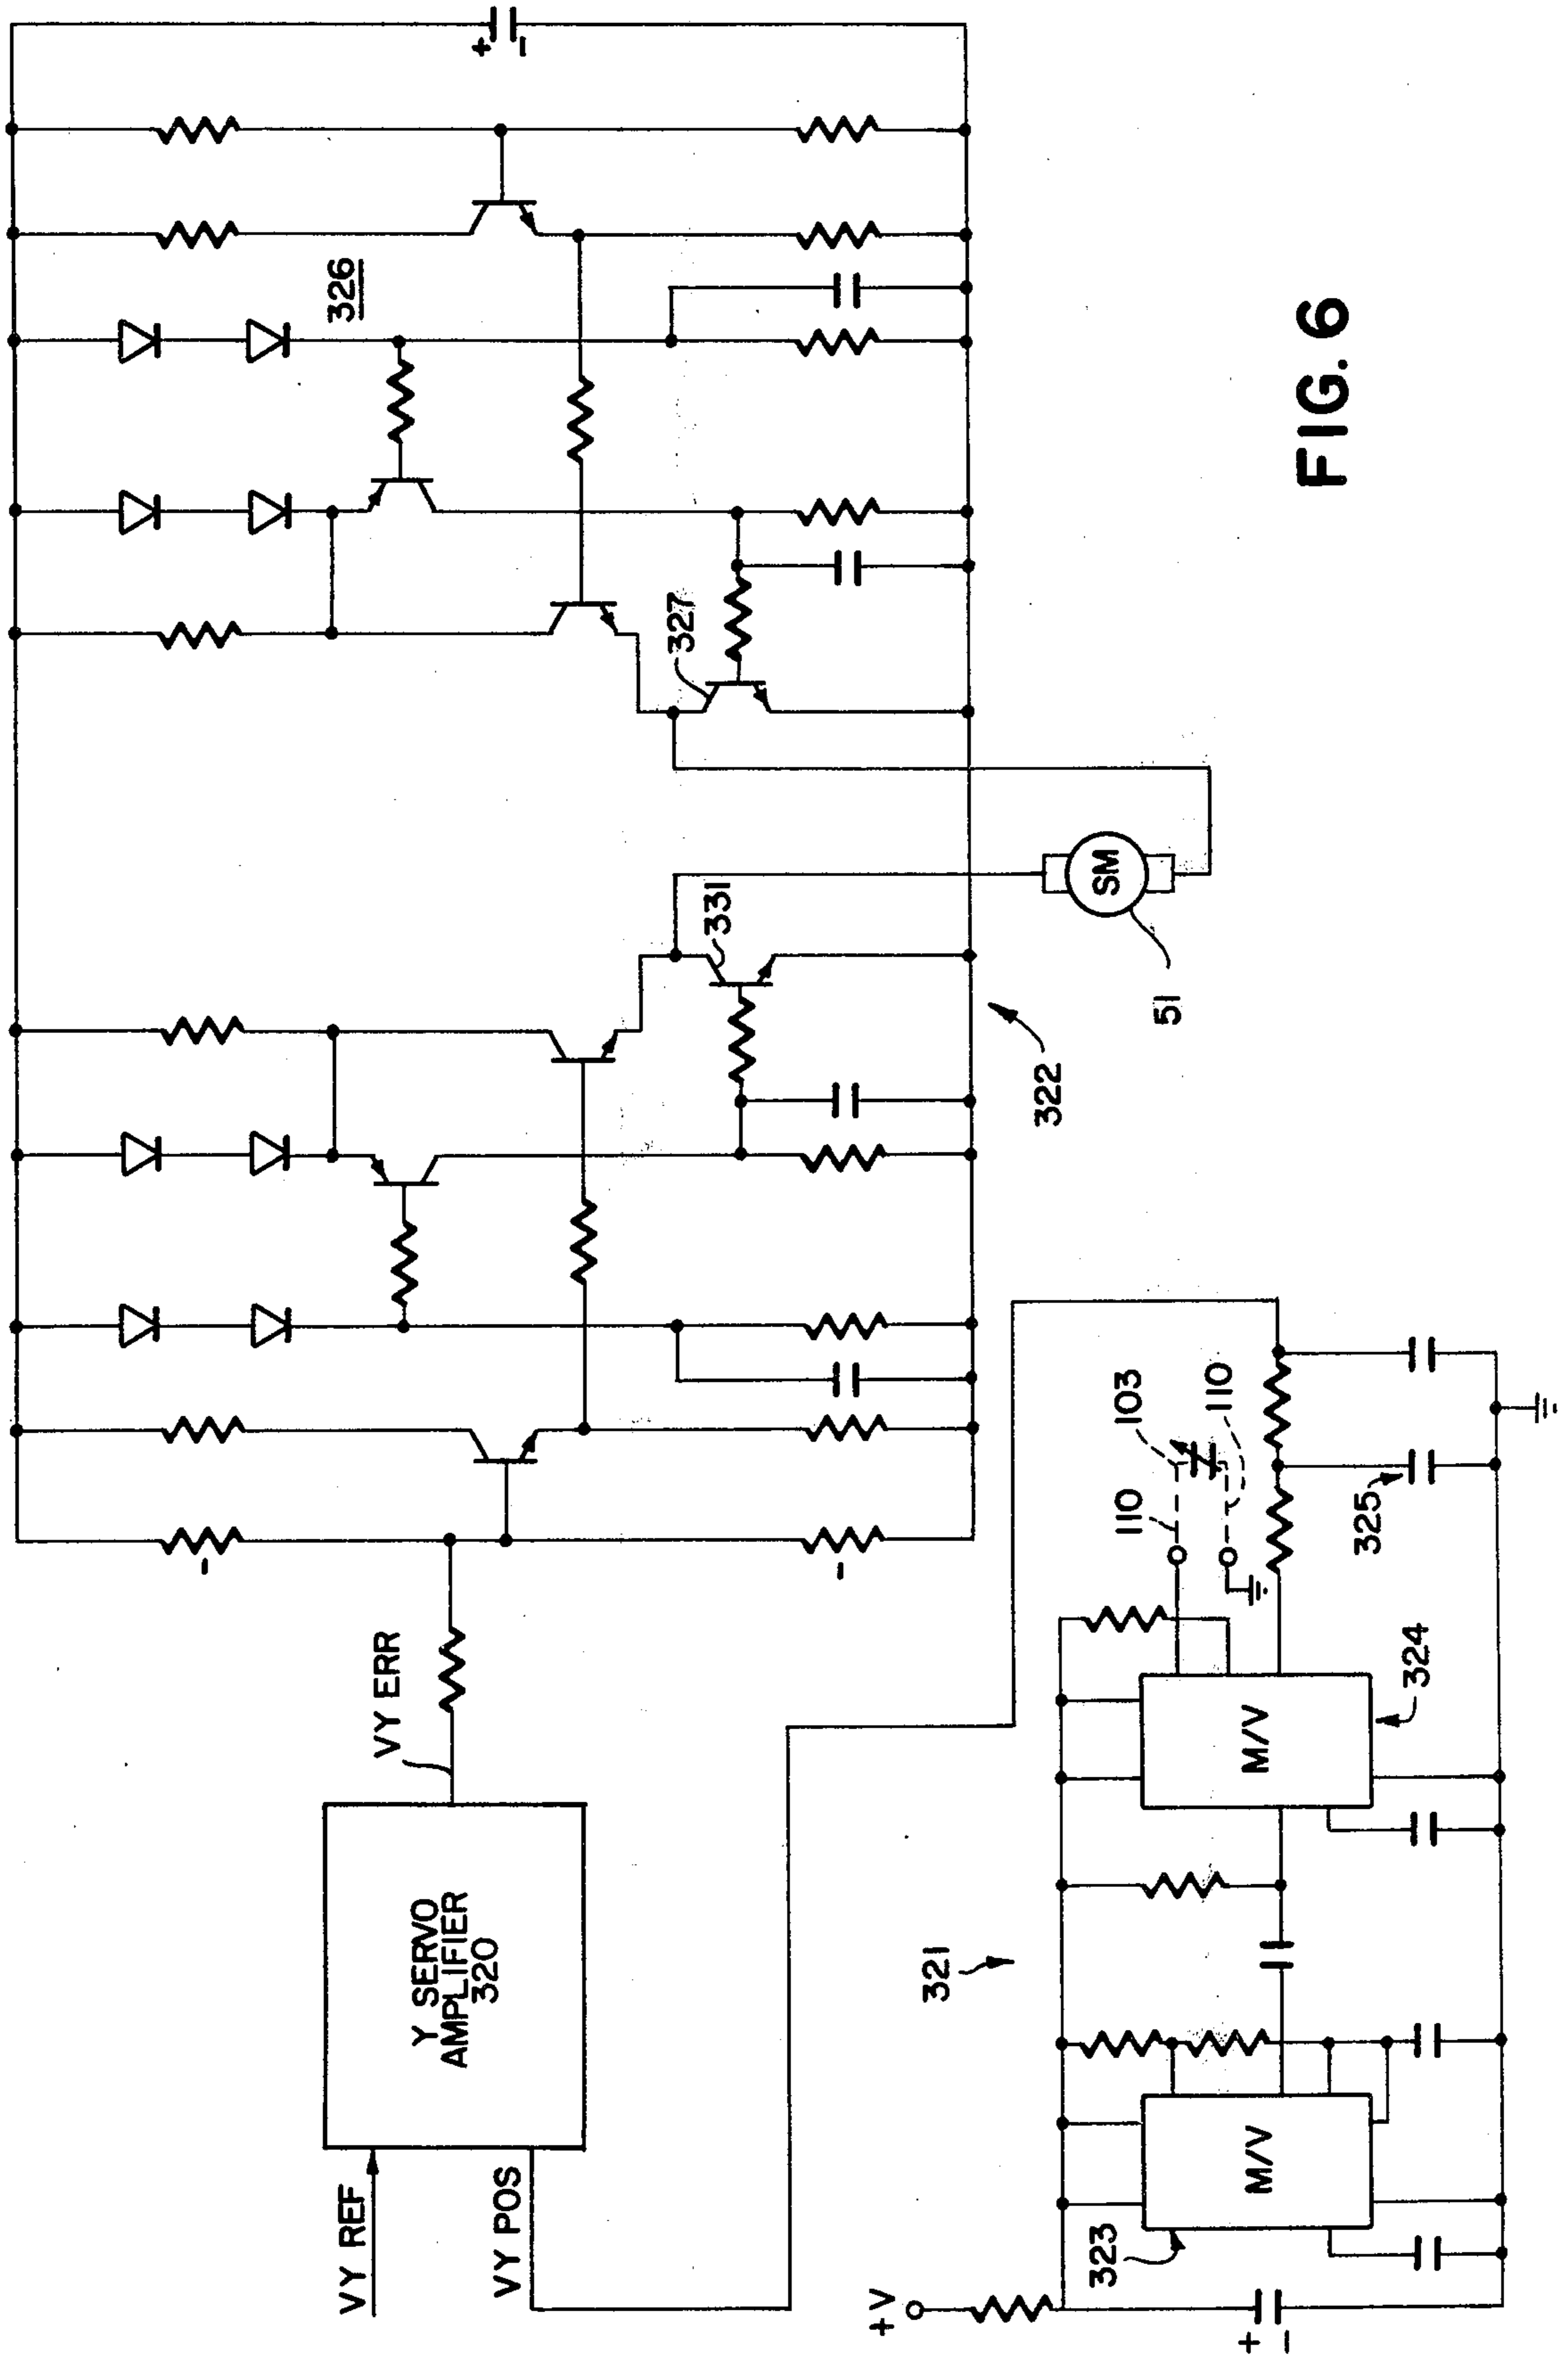 VY REF
VY POS
Y SERVO
AMPLIFIER
320
VY ERR
-
-
331
327
326
+
-
322
51
SM
+V
+
-
323
M/V
321
M/V
324
110
103
110
325
FIG. 6